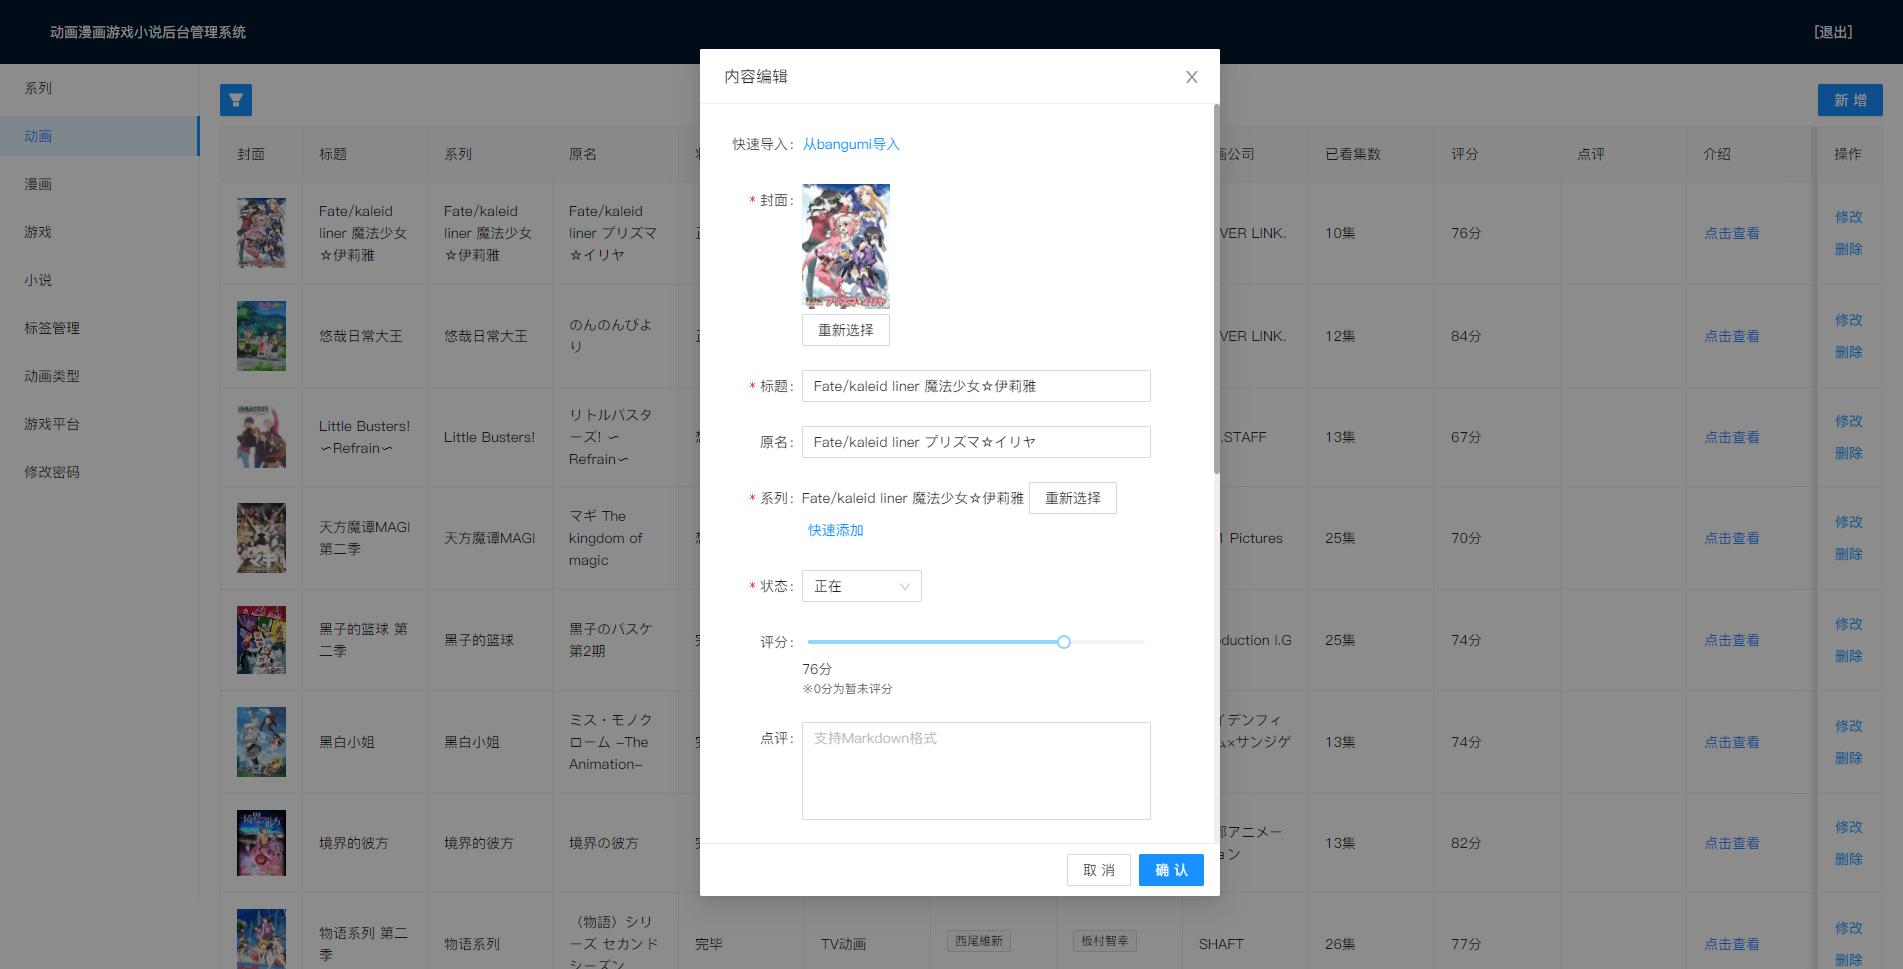 动画漫画游戏小说后台管理系统
[退出]
系列
动画
漫画
游戏
小说
标签管理
动画类型
游戏平台
修改密码
新 增
封面 标题 系列 原名
画公司 已看集数 评分 点评 介绍 操作
Fate/kaleid liner 魔法少女☆伊莉雅
Fate/kaleid liner 魔法少女☆伊莉雅
Fate/kaleid liner プリズマ☆イリヤ
VER LINK. 10集 76分 点击查看 修改 删除
悠哉日常大王 悠哉日常大王 のんのんびより
VER LINK. 12集 84分 点击查看 修改 删除
Little Busters! ~Refrain~
Little Busters!
リトルバスターズ! ~Refrain~
.STAFF 13集 67分 点击查看 修改 删除
天方魔谭MAGI 第二季
天方魔谭MAGI
マギ The kingdom of magic
1 Pictures 25集 70分 点击查看 修改 删除
黑子的篮球 第二季
黑子的篮球
黒子のバスケ 第2期
oduction I.G 25集 74分 点击查看 修改 删除
黑白小姐 黑白小姐
ミス・モノクローム -The Animation-
イデンフィ
ム×サンジゲ
13集 74分 点击查看 修改 删除
境界的彼方 境界的彼方 境界の彼方
都アニメー
ョン
13集 82分 点击查看 修改 删除
物语系列 第二季
物语系列
〈物語〉シリーズ セカンドシーズン
完毕 TV动画 西尾維新 板村智幸 SHAFT 26集 77分 点击查看 修改 删除
内容编辑
快速导入: 从bangumi导入
* 封面:
重新选择
* 标题: Fate/kaleid liner 魔法少女☆伊莉雅
原名: Fate/kaleid liner プリズマ☆イリヤ
* 系列: Fate/kaleid liner 魔法少女☆伊莉雅 重新选择
快速添加
* 状态: 正在
评分:
76分
※0分为暂未评分
点评: 支持Markdown格式
取 消 确 认